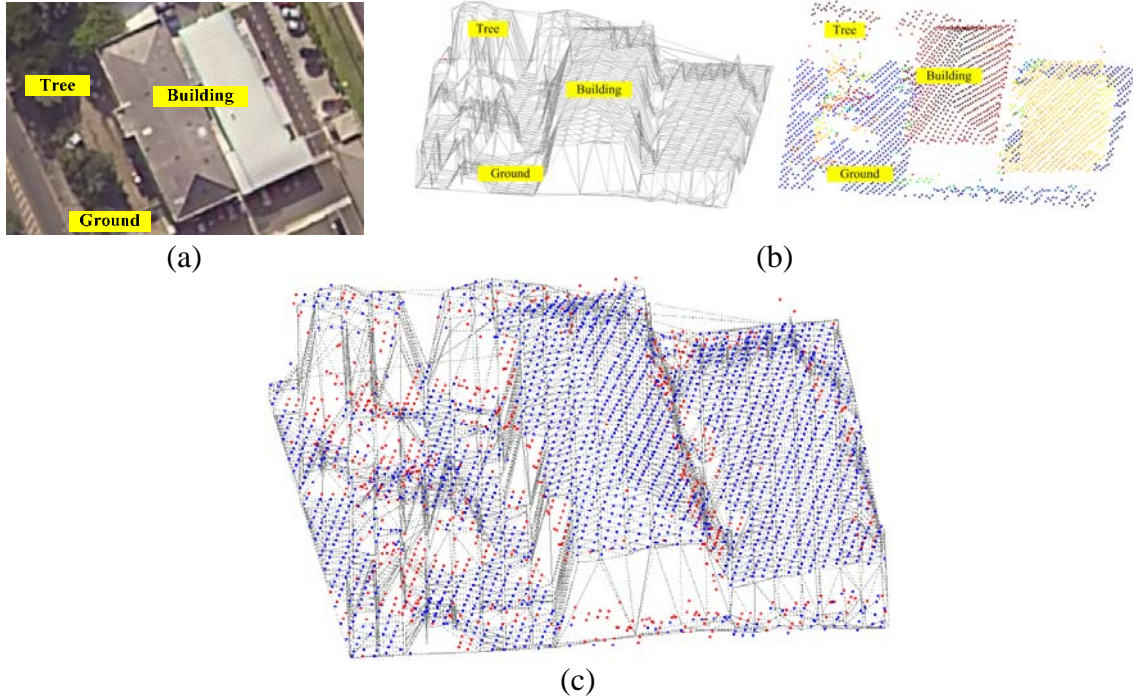 Tree
Building
Ground
(a)
Tree
Building
Ground
Tree
Building
Ground
(b)
(c)